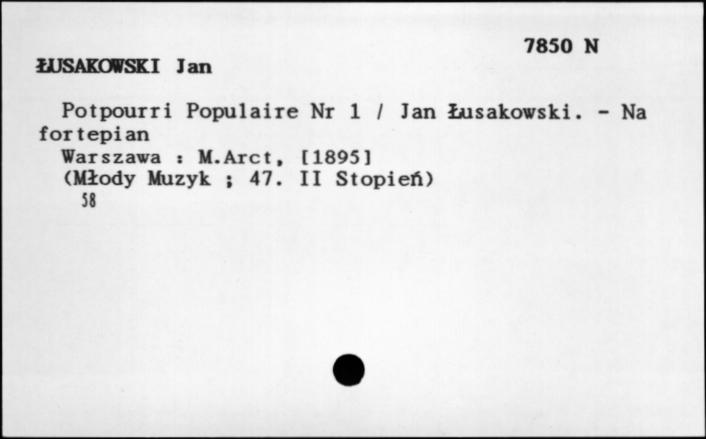 7850 N
ŁUSAKOWSKI Jan
Potpourri Populaire Nr 1 / Jan Łusakowski. - Na
fortepian
Warszawa : M.Arct, [1895]
(Młody Muzyk ; 47. II Stopień)
58